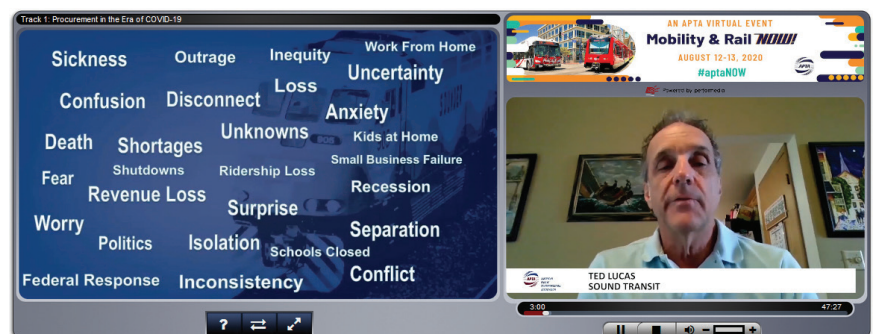 Track 1: Procurement in the Era of COVID-19
Work From Home
Sickness Outrage Inequity
Uncertainty
Loss
Confusion Disconnect
Anxiety
Unknowns
Death Shortages Kids at Home
Small Business Failure
Shutdowns Ridership Loss
Fear
Recession
Revenue Loss
Surprise
Worry
Separation
Politics Isolation
Schools Closed
Conflict
Federal Response Inconsistency
?
AN APTA VIRTUAL EVENT
Mobility & Rail NOW!
AUGUST 12-13, 2020
#aptaNOW
APTA
Powered by
APTA
TED LUCAS
SOUND TRANSIT
3:00 47:27